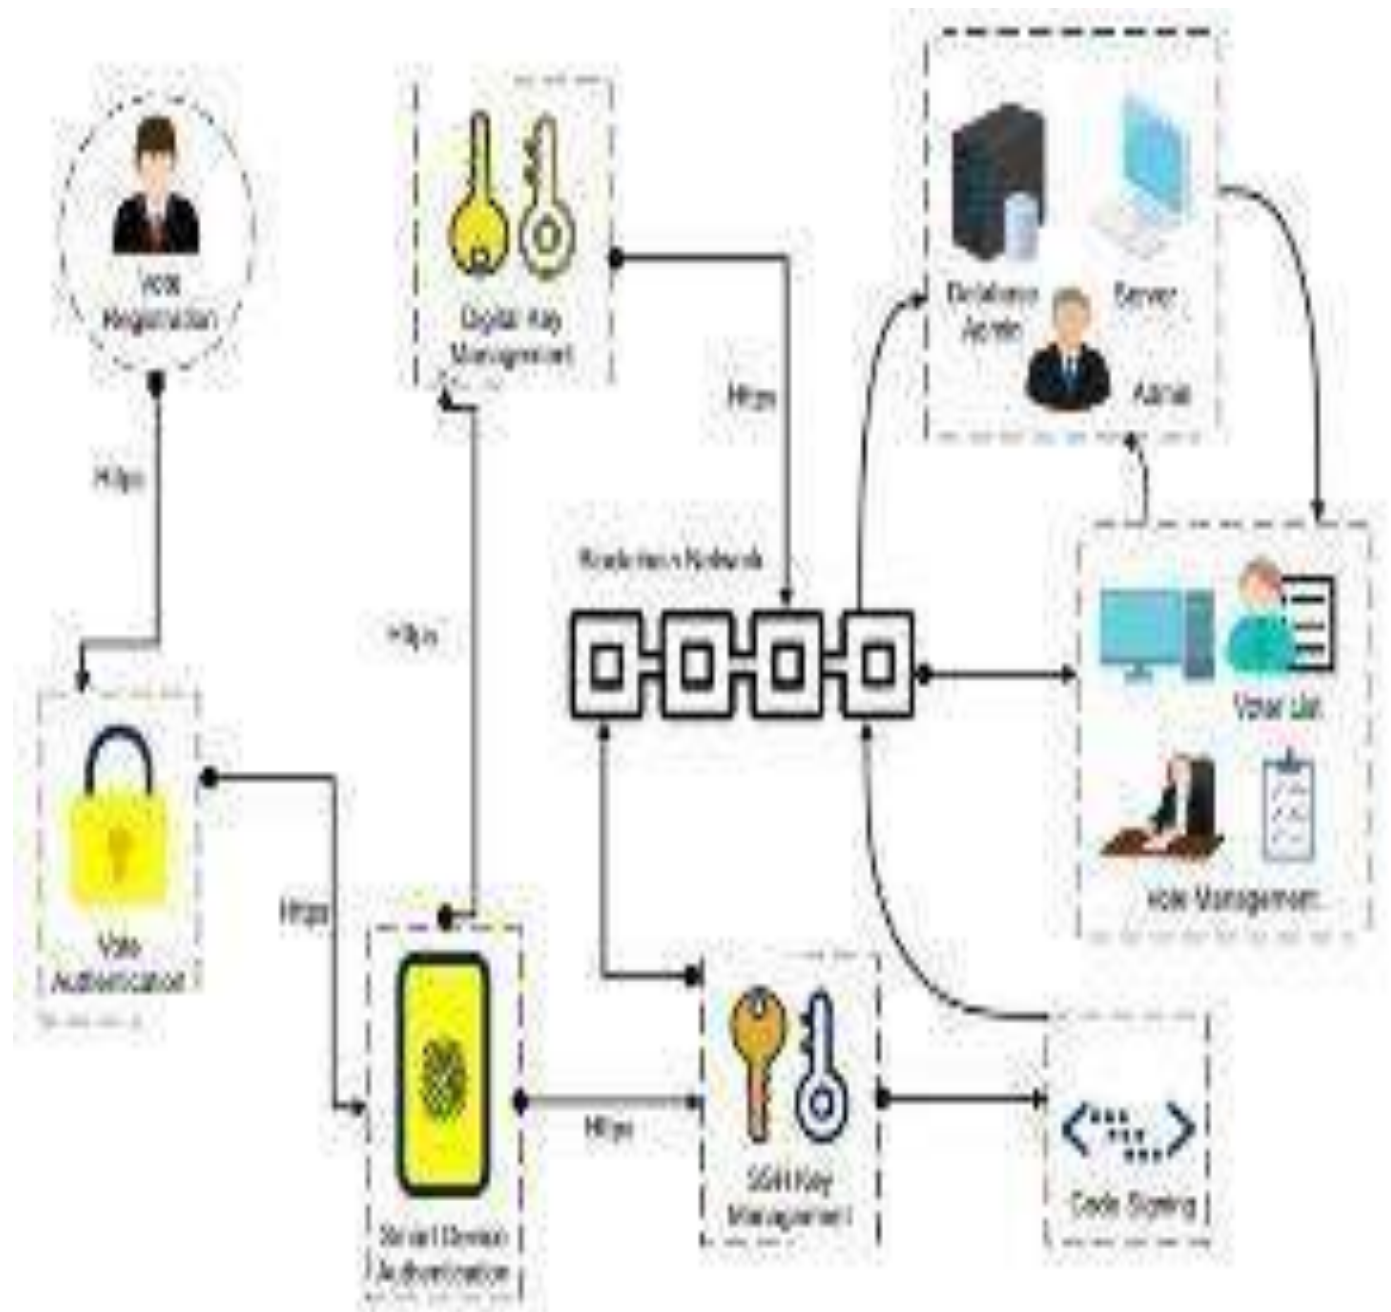 Vote
Registration
Https
Digital Key
Management
Https
Database
Admin
Server
Admin
Https
Blockchain Network
Voter List
Vote Management
Vote
Authentication
Https
Smart Device
Authentication
Https
SSH Key
Management
Code Signing